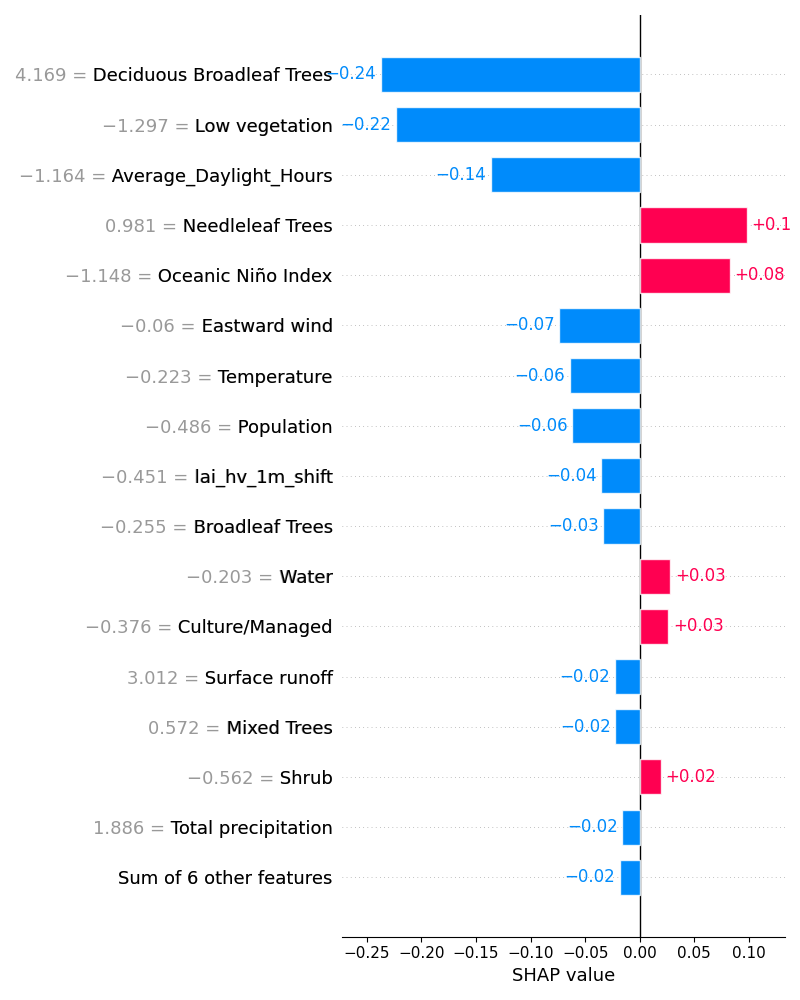 4.169 = Deciduous Broadleaf Trees −0.24
−1.297 = Low vegetation −0.22
−1.164 = Average_Daylight_Hours −0.14
0.981 = Needleleaf Trees +0.1
−1.148 = Oceanic Niño Index +0.08
−0.06 = Eastward wind −0.07
−0.223 = Temperature −0.06
−0.486 = Population −0.06
−0.451 = lai_hv_1m_shift −0.04
−0.255 = Broadleaf Trees −0.03
−0.203 = Water +0.03
−0.376 = Culture/Managed +0.03
3.012 = Surface runoff −0.02
0.572 = Mixed Trees −0.02
−0.562 = Shrub +0.02
1.886 = Total precipitation −0.02
Sum of 6 other features −0.02
−0.25 −0.20 −0.15 −0.10 −0.05 0.00 0.05 0.10
SHAP value